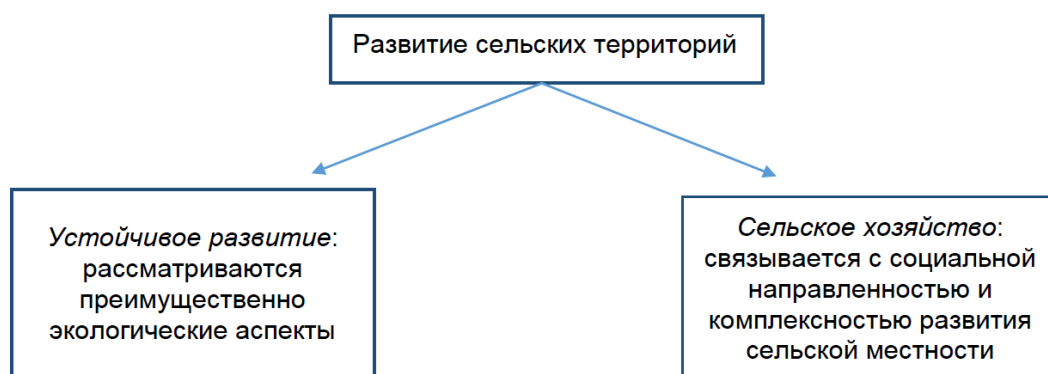 Развитие сельских территорий
Устойчивое развитие:
рассматриваются
преимущественно
экологические аспекты
Сельское хозяйство:
связывается с социальной
направленностью и
комплексностью развития
сельской местности